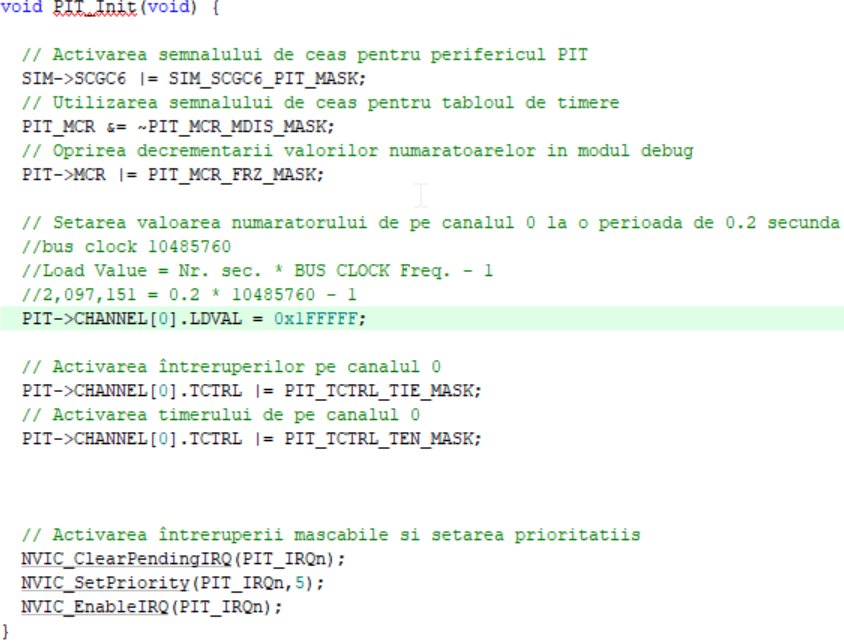 void PIT_Init(void) {
// Activarea semnalului de ceas pentru perifericul PIT
SIM->SCGC6 |= SIM_SCGC6_PIT_MASK;
// Utilizarea semnalului de ceas pentru tabloul de timere
PIT_MCR &= ~PIT_MCR_MDIS_MASK;
// Oprirea decrementarii valorilor numaratoarelor in modul debug
PIT->MCR |= PIT_MCR_FRZ_MASK;
// Setarea valoarea numaratorului de pe canalul 0 la o perioada de 0.2 secunda
//bus clock 10485760
//Load Value = Nr. sec. * BUS CLOCK Freq. - 1
//2,097,151 = 0.2 * 10485760 - 1
PIT->CHANNEL[0].LDVAL = 0x1FFFFF;
// Activarea întreruperilor pe canalul 0
PIT->CHANNEL[0].TCTRL |= PIT_TCTRL_TIE_MASK;
// Activarea timerului de pe canalul 0
PIT->CHANNEL[0].TCTRL |= PIT_TCTRL_TEN_MASK;
// Activarea întreruperii mascabile si setarea prioritatiis
NVIC_ClearPendingIRQ(PIT_IRQn);
NVIC_SetPriority(PIT_IRQn,5);
NVIC_EnableIRQ(PIT_IRQn);
}